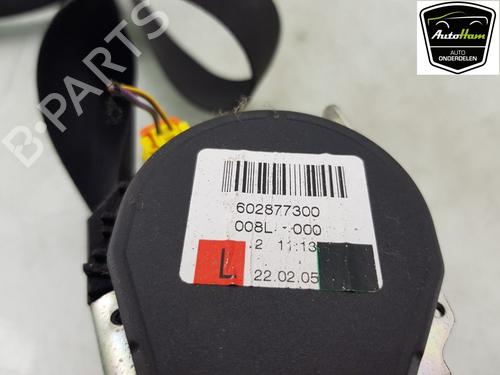 AutoHam
AUTO
ONDERDELEN
B-PARTS
602877300
008L - 000
.2 11:13
L 22.02.05